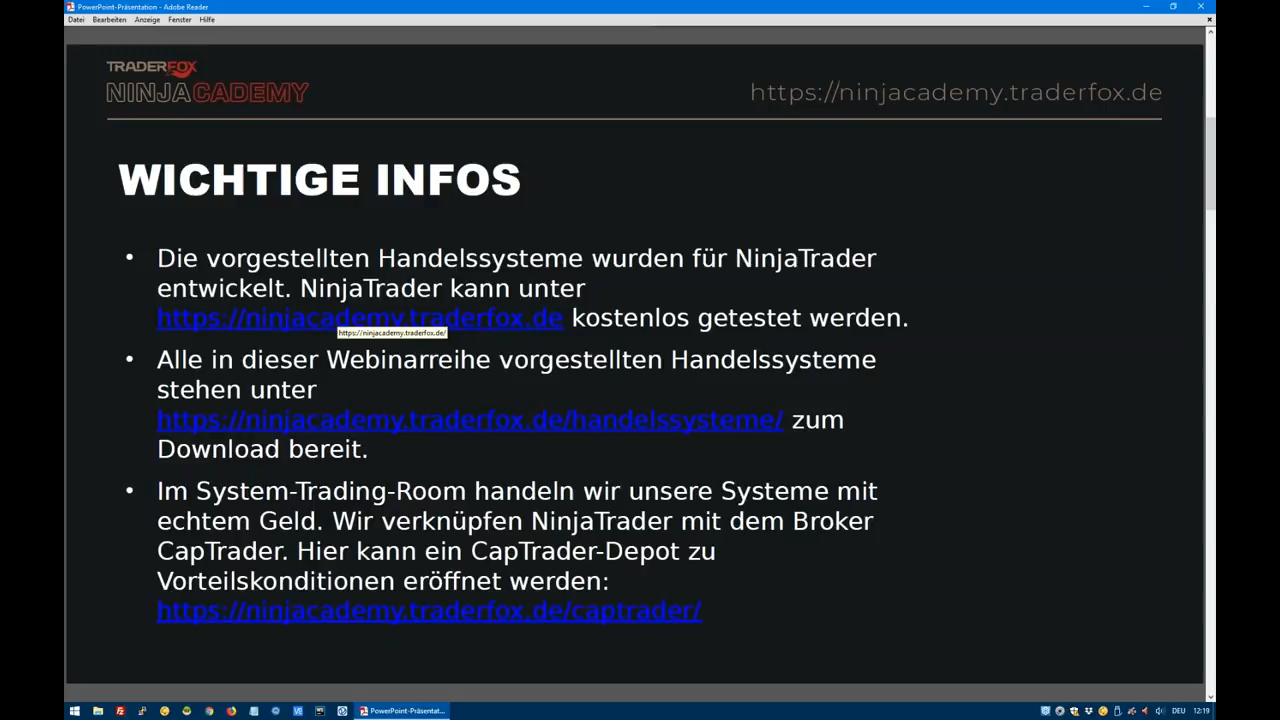 PowerPoint-Präsentation - Adobe Reader
Datei Bearbeiten Anzeige Fenster Hilfe
TRADERFOX
NINJACADEMY
https://ninjacademy.traderfox.de
WICHTIGE INFOS
• Die vorgestellten Handelssysteme wurden für NinjaTrader
entwickelt. NinjaTrader kann unter
https://ninjacademy.traderfox.de kostenlos getestet werden.
https://ninjacademy.traderfox.de/
• Alle in dieser Webinarreihe vorgestellten Handelssysteme
stehen unter
https://ninjacademy.traderfox.de/handelssysteme/ zum
Download bereit.
• Im System-Trading-Room handeln wir unsere Systeme mit
echtem Geld. Wir verknüpfen NinjaTrader mit dem Broker
CapTrader. Hier kann ein CapTrader-Depot zu
Vorteilskonditionen eröffnet werden:
https://ninjacademy.traderfox.de/captrader/
PowerPoint-Präsentat...
DEU 12:19